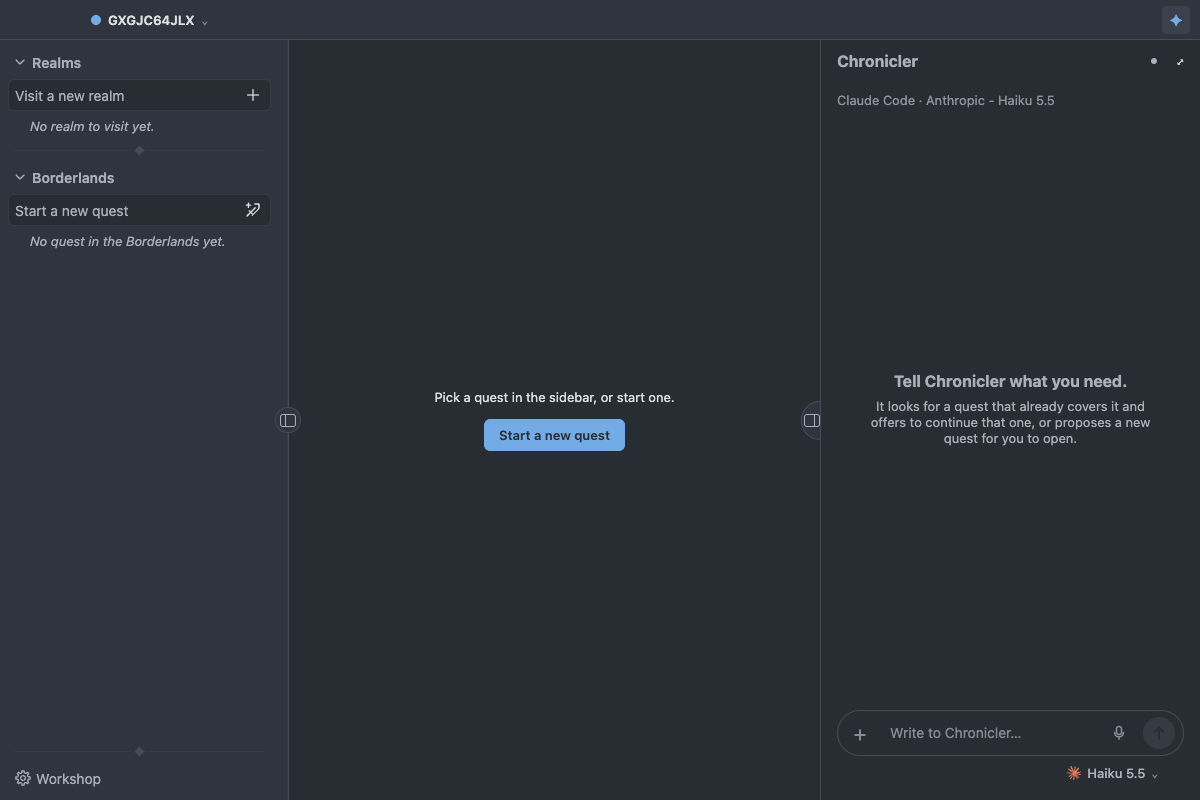 GXGJC64JLX
Realms
Visit a new realm
No realm to visit yet.
Borderlands
Start a new quest
No quest in the Borderlands yet.
Workshop
Pick a quest in the sidebar, or start one.
Start a new quest
Chronicler
Claude Code · Anthropic - Haiku 5.5
Tell Chronicler what you need.
It looks for a quest that already covers it and
offers to continue that one, or proposes a new
quest for you to open.
Write to Chronicler...
Haiku 5.5